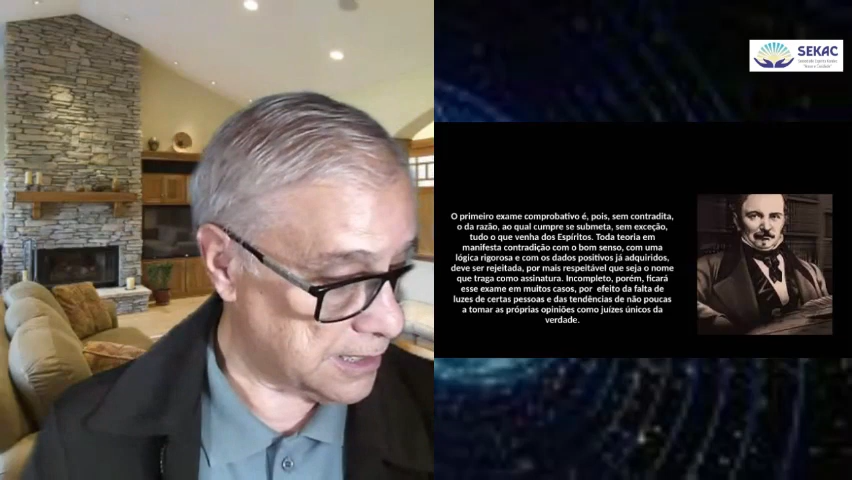 SEKAC
O primeiro exame comprobativo é, pois, sem contradita,
o da razão, ao qual cumpre se submeta, sem exceção,
tudo o que venha dos Espíritos. Toda teoria em
manifesta contradição com o bom senso, com uma
lógica rigorosa e com os dados positivos já adquiridos,
deve ser rejeitada, por mais respeitável que seja o nome
que traga como assinatura. Incompleto, porém, ficará
esse exame em muitos casos, por efeito da falta de
luzes de certas pessoas e das tendências de não poucas
a tomar as próprias opiniões como juízes únicos da
verdade.